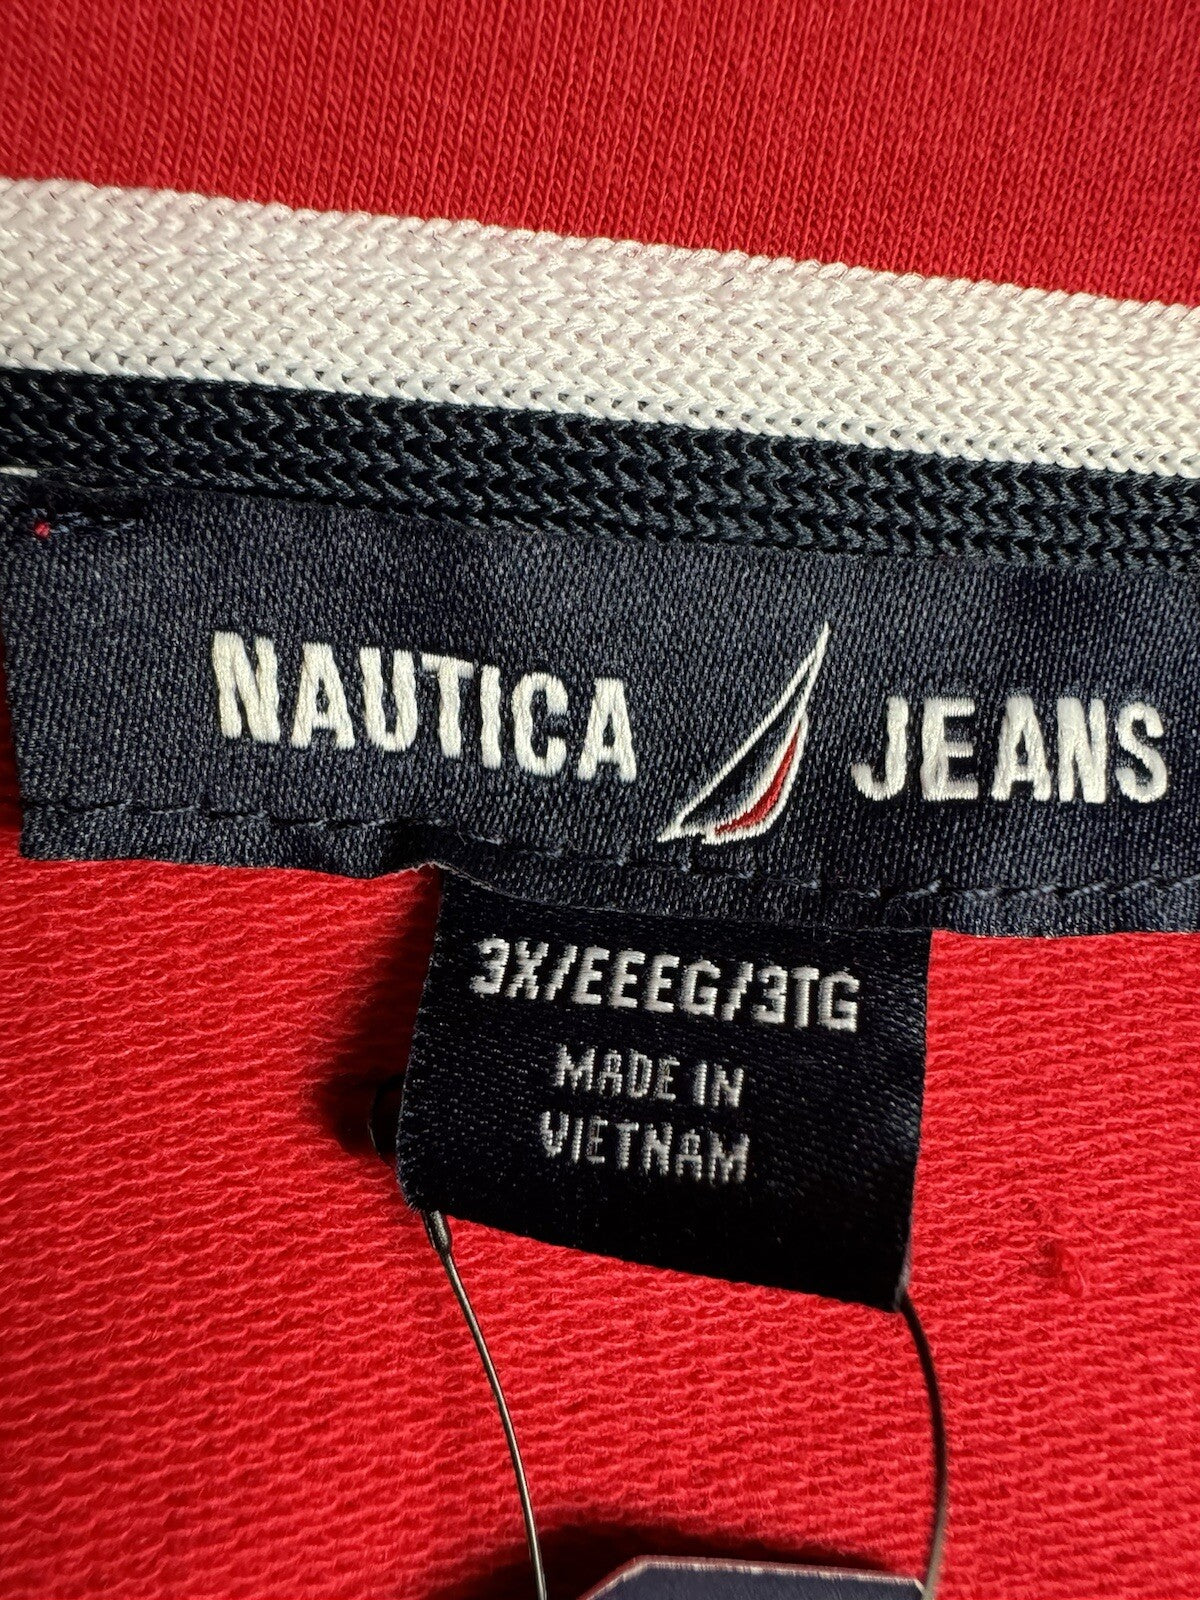 NAUTICA JEANS
3X/EEEG/3TG
MADE IN
VIETNAM